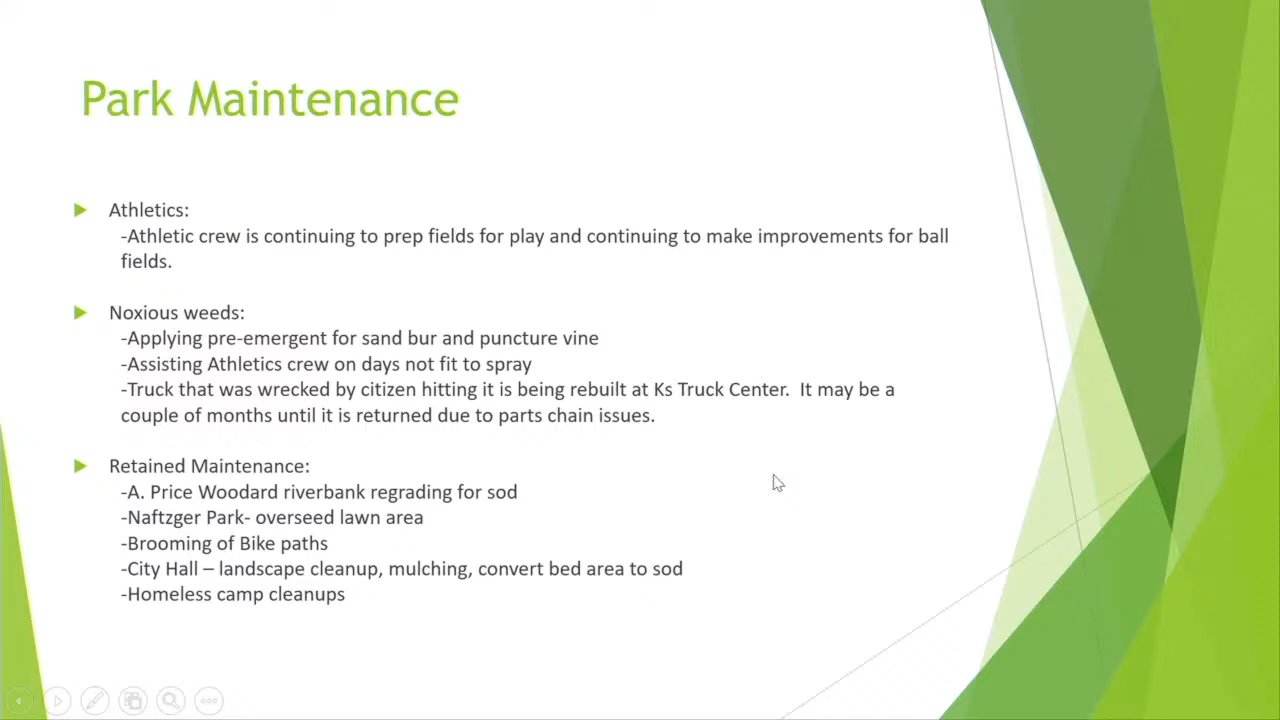 Park Maintenance
Athletics:
-Athletic crew is continuing to prep fields for play and continuing to make improvements for ball
fields.
Noxious weeds:
-Applying pre-emergent for sand bur and puncture vine
-Assisting Athletics crew on days not fit to spray
-Truck that was wrecked by citizen hitting it is being rebuilt at Ks Truck Center.  It may be a
couple of months until it is returned due to parts chain issues.
Retained Maintenance:
-A. Price Woodard riverbank regrading for sod
-Naftzger Park- overseed lawn area
-Brooming of Bike paths
-City Hall – landscape cleanup, mulching, convert bed area to sod
-Homeless camp cleanups